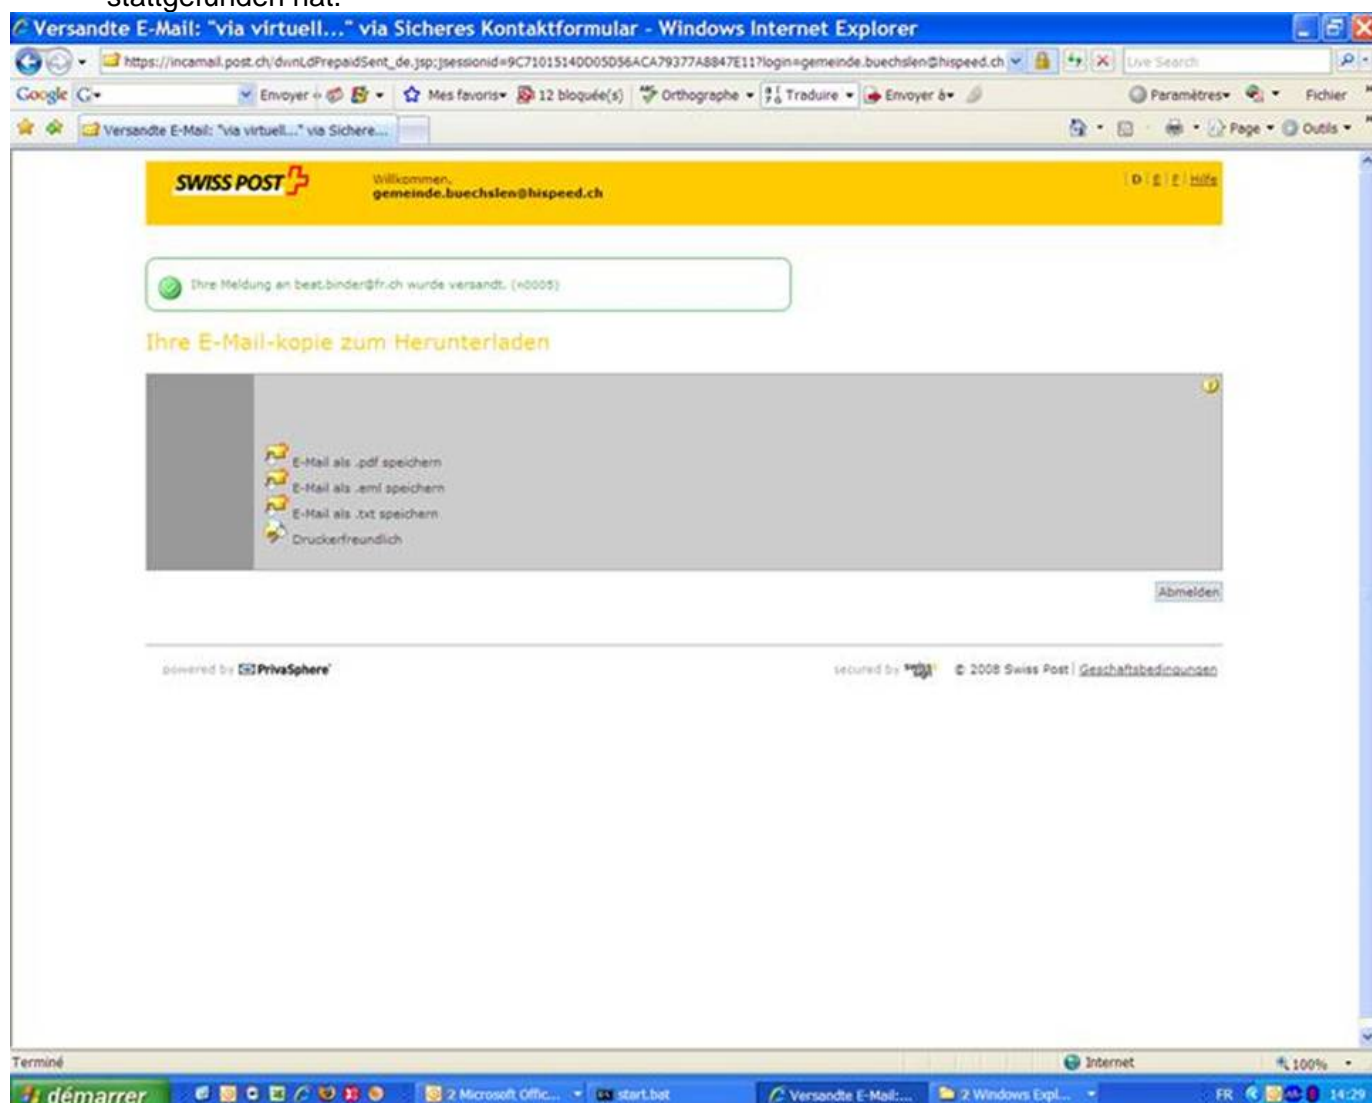 stattgefunden hat.
Versandte E-Mail: "via virtuell..." via Sicheres Kontaktformular - Windows Internet Explorer
https://incamail.post.ch/dwnLdPrepaidSent_de.jsp;jsessionid=9C71015140D05D56ACA79377A8847E11?login=gemeinde.buechslen@hispeed.ch Live Search
Google G Envoyer Mes favoris 12 bloquée(s) Orthographe Traduire Envoyer à Paramètres Fichier
Versandte E-Mail: "via virtuell..." via Sichere... Page Outils
SWISS POST Willkommen, | D | E | F | Hilfe
gemeinde.buechslen@hispeed.ch
Ihre Meldung an beat.binder@fr.ch wurde versandt. (n0005)
Ihre E-Mail-kopie zum Herunterladen
E-Mail als .pdf speichern
E-Mail als .eml speichern
E-Mail als .txt speichern
Druckerfreundlich
Abmelden
powered by PrivaSphere secured by © 2008 Swiss Post | Geschaftsbedingungen
Terminé Internet 100%
démarrer 2 Microsoft Offic... start.bat Versandte E-Mail:... 2 Windows Expl... FR 14:29